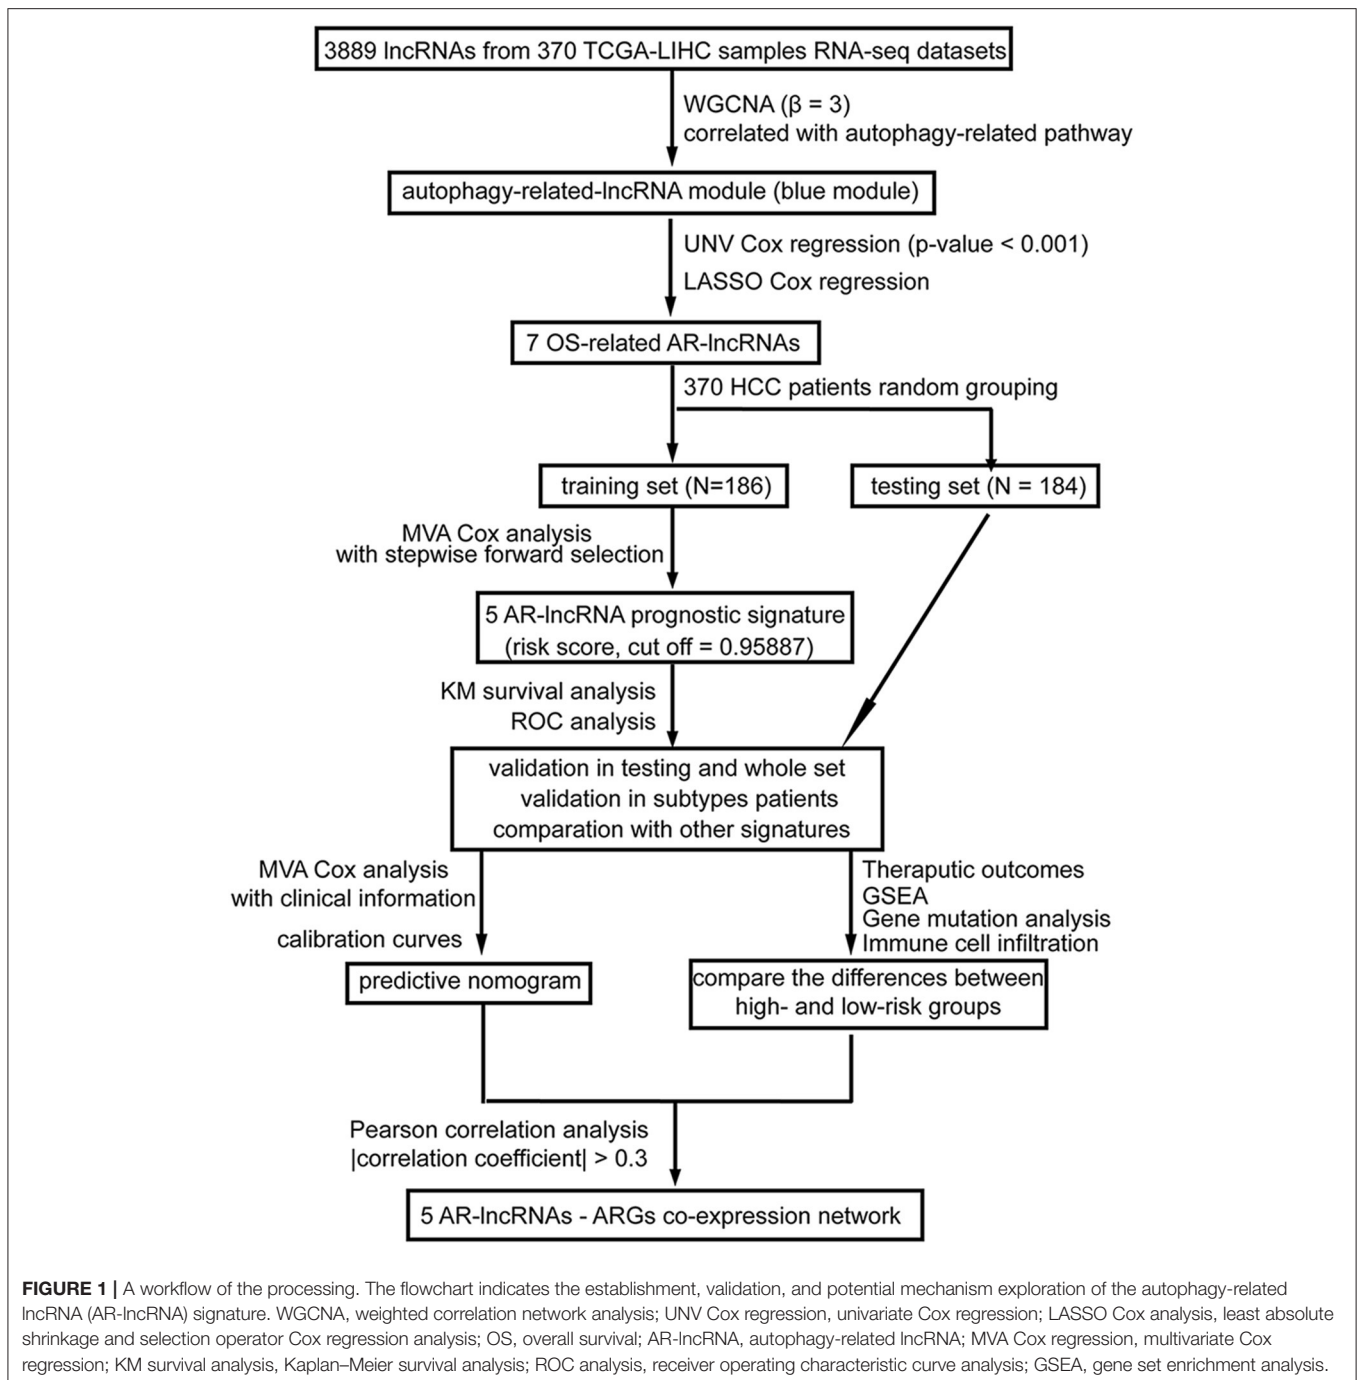 3889 lncRNAs from 370 TCGA-LIHC samples RNA-seq datasets
WGCNA (β = 3)
correlated with autophagy-related pathway
autophagy-related-lncRNA module (blue module)
UNV Cox regression (p-value < 0.001)
LASSO Cox regression
7 OS-related AR-lncRNAs
370 HCC patients random grouping
training set (N=186)
testing set (N = 184)
MVA Cox analysis
with stepwise forward selection
5 AR-lncRNA prognostic signature
(risk score, cut off = 0.95887)
KM survival analysis
ROC analysis
validation in testing and whole set
validation in subtypes patients
comparation with other signatures
MVA Cox analysis
with clinical information
calibration curves
Theraputic outcomes
GSEA
Gene mutation analysis
Immune cell infiltration
predictive nomogram
compare the differences between
high- and low-risk groups
Pearson correlation analysis
|correlation coefficient| > 0.3
5 AR-lncRNAs - ARGs co-expression network
FIGURE 1 | A workflow of the processing. The flowchart indicates the establishment, validation, and potential mechanism exploration of the autophagy-related
lncRNA (AR-lncRNA) signature. WGCNA, weighted correlation network analysis; UNV Cox regression, univariate Cox regression; LASSO Cox analysis, least absolute
shrinkage and selection operator Cox regression analysis; OS, overall survival; AR-lncRNA, autophagy-related lncRNA; MVA Cox regression, multivariate Cox
regression; KM survival analysis, Kaplan–Meier survival analysis; ROC analysis, receiver operating characteristic curve analysis; GSEA, gene set enrichment analysis.